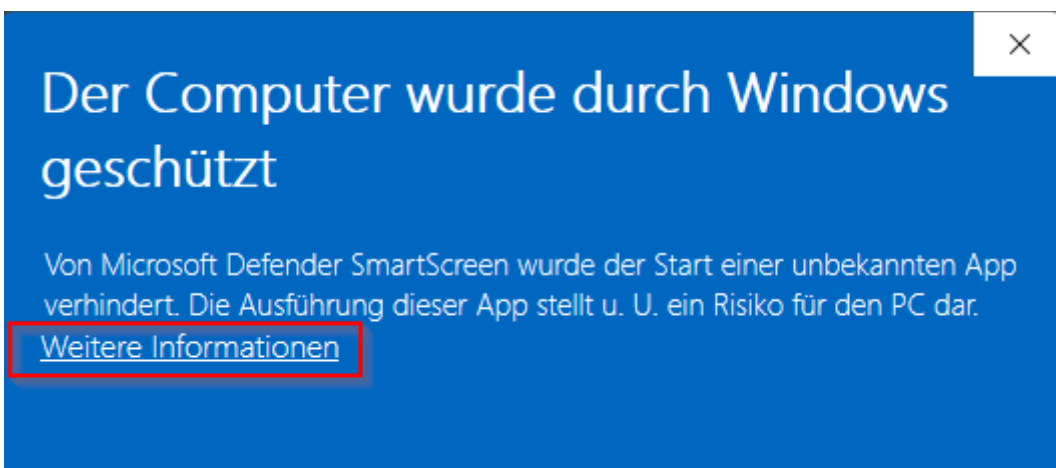 Der Computer wurde durch Windows
geschützt
Von Microsoft Defender SmartScreen wurde der Start einer unbekannten App
verhindert. Die Ausführung dieser App stellt u. U. ein Risiko für den PC dar.
Weitere Informationen